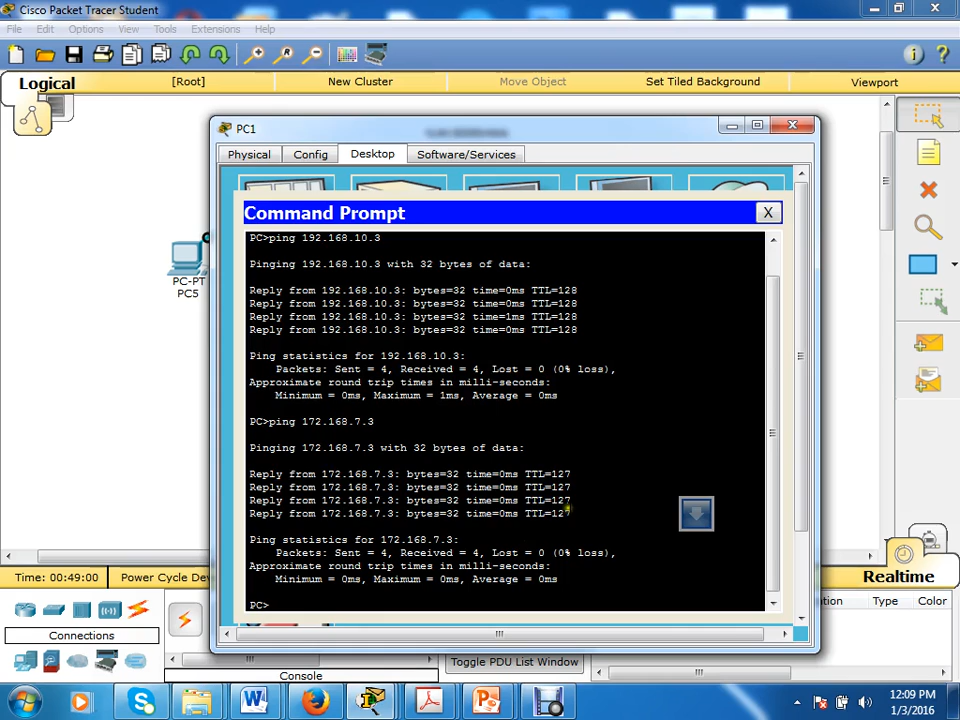 Cisco Packet Tracer Student
File Edit Options View Tools Extensions Help
Logical [Root] New Cluster Move Object Set Tiled Background Viewport
PC1
Physical Config Desktop Software/Services
Command Prompt X
PC>ping 192.168.10.3
Pinging 192.168.10.3 with 32 bytes of data:
Reply from 192.168.10.3: bytes=32 time=0ms TTL=128
Reply from 192.168.10.3: bytes=32 time=0ms TTL=128
Reply from 192.168.10.3: bytes=32 time=1ms TTL=128
Reply from 192.168.10.3: bytes=32 time=0ms TTL=128
Ping statistics for 192.168.10.3:
Packets: Sent = 4, Received = 4, Lost = 0 (0% loss),
Approximate round trip times in milli-seconds:
Minimum = 0ms, Maximum = 1ms, Average = 0ms
PC>ping 172.168.7.3
Pinging 172.168.7.3 with 32 bytes of data:
Reply from 172.168.7.3: bytes=32 time=0ms TTL=127
Reply from 172.168.7.3: bytes=32 time=0ms TTL=127
Reply from 172.168.7.3: bytes=32 time=0ms TTL=127
Reply from 172.168.7.3: bytes=32 time=0ms TTL=127
Ping statistics for 172.168.7.3:
Packets: Sent = 4, Received = 4, Lost = 0 (0% loss),
Approximate round trip times in milli-seconds:
Minimum = 0ms, Maximum = 0ms, Average = 0ms
PC>
PC-PT
PC5
Time: 00:49:00 Power Cycle Dev
Realtime
Type Color
Connections
Toggle PDU List Window
Console
12:09 PM
1/3/2016